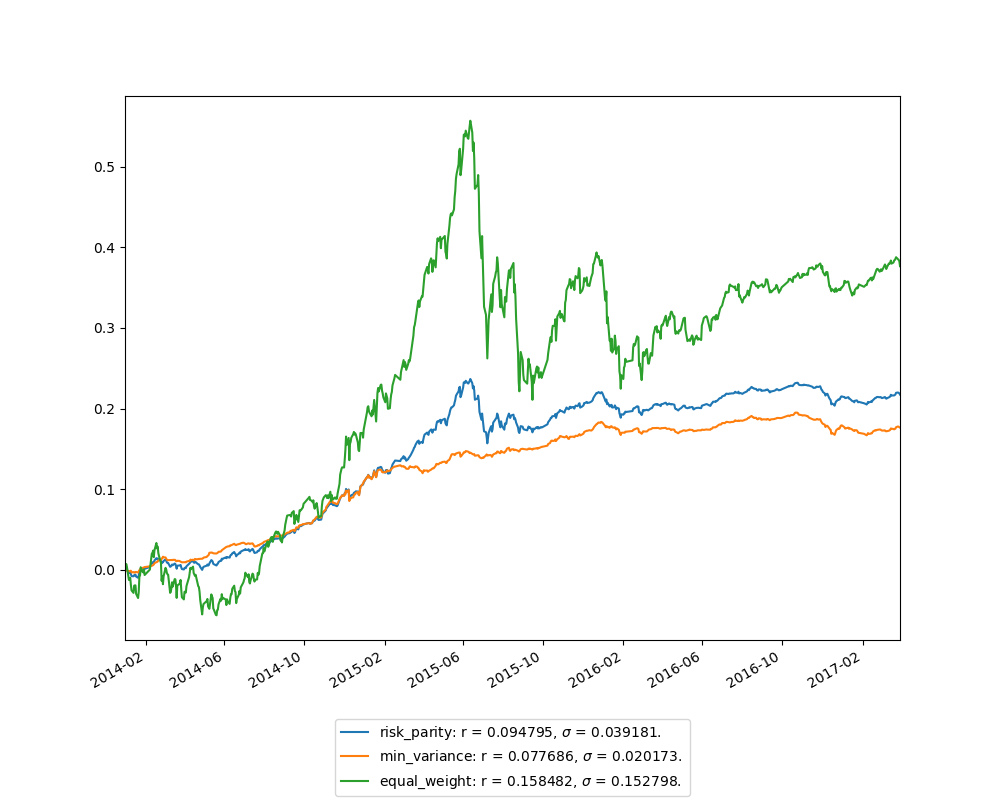 0.5
0.4
0.3
0.2
0.1
0.0
2014-02 2014-06 2014-10 2015-02 2015-06 2015-10 2016-02 2016-06 2016-10 2017-02
risk_parity: r = 0.094795, σ = 0.039181.
min_variance: r = 0.077686, σ = 0.020173.
equal_weight: r = 0.158482, σ = 0.152798.